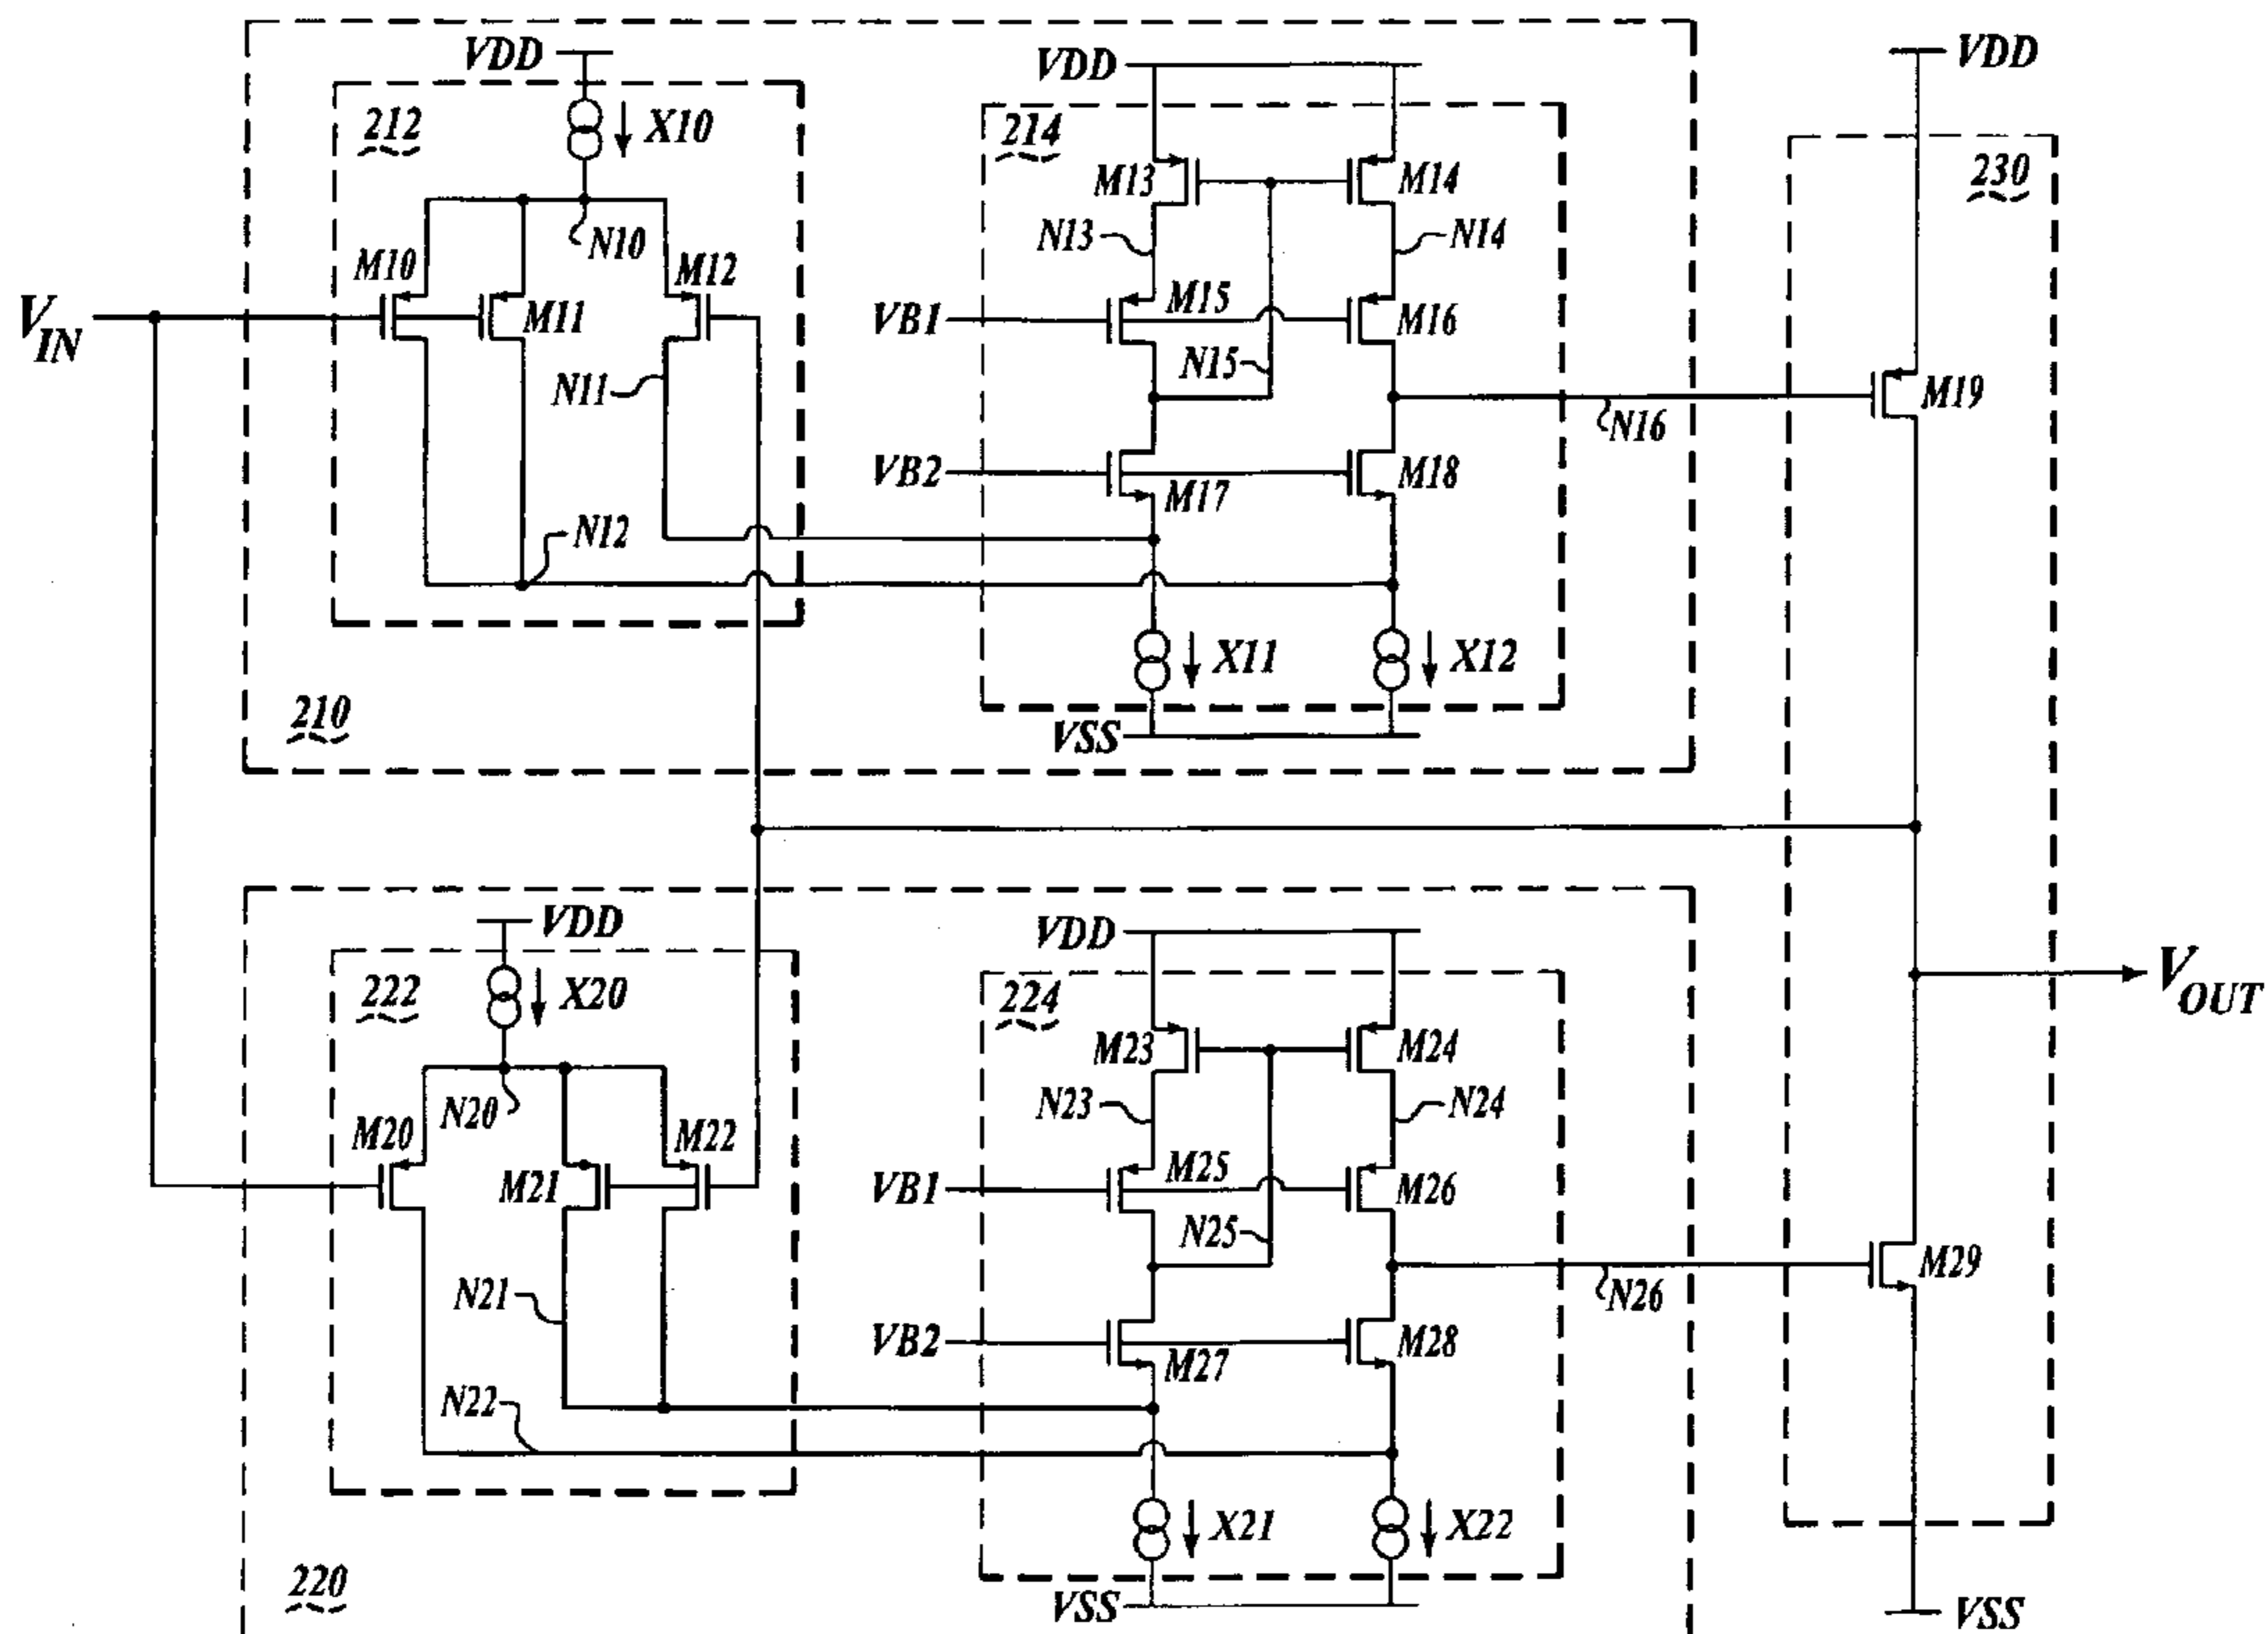 VDD
VDD
VDD
212
X10
214
230
M13
M14
N10
N13
N14
M10
M12
VIN
M11
M15
VB1
M16
N15
N11
M19
N16
VB2
M18
M17
N12
X11
X12
210
VSS
VDD
VDD
222
X20
224
VOUT
M23
M24
N20
N23
N24
M20
M22
M21
M25
VB1
M26
N25
N21
M29
N26
VB2
M28
M27
N22
X21
X22
220
VSS
VSS